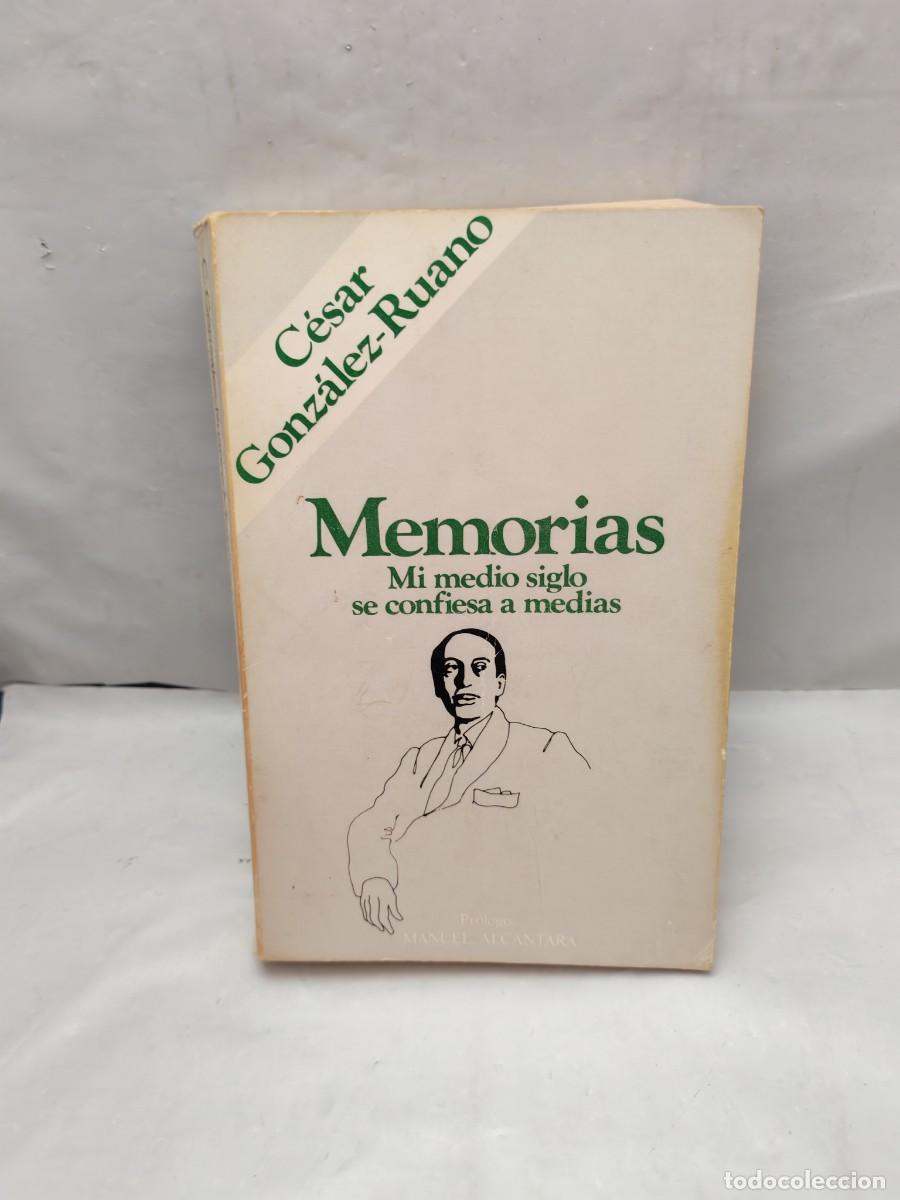 César
González-Ruano
Memorias
Mi medio siglo
se confiesa a medias
Prólogo
MANUEL ALCANTARA
todocoleccion